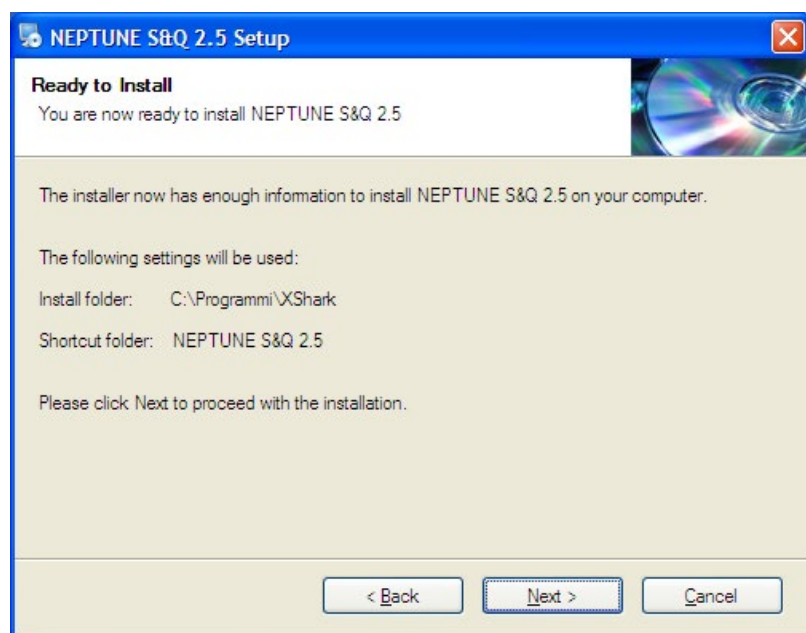 NEPTUNE S&Q 2.5 Setup
Ready to Install
You are now ready to install NEPTUNE S&Q 2.5
The installer now has enough information to install NEPTUNE S&Q 2.5 on your computer.
The following settings will be used:
Install folder: C:\Programmi\XShark
Shortcut folder: NEPTUNE S&Q 2.5
Please click Next to proceed with the installation.
< Back Next > Cancel